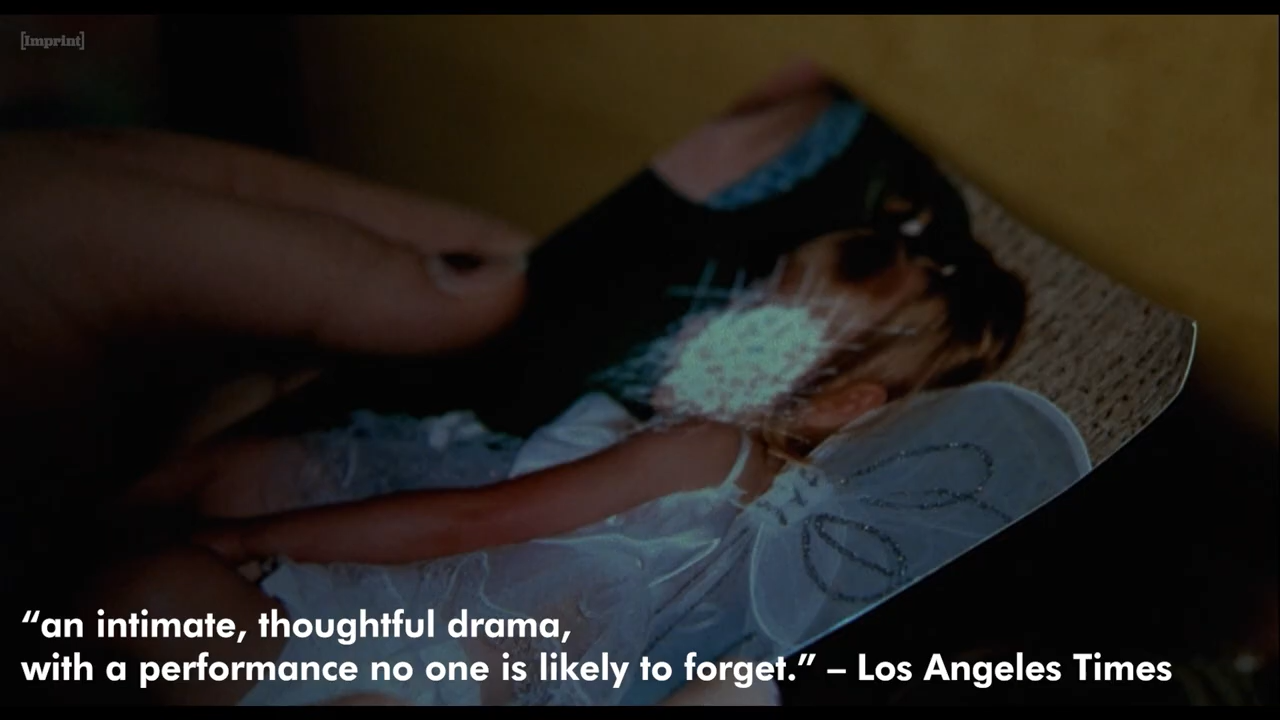 [Imprint]
“an intimate, thoughtful drama,
with a performance no one is likely to forget.” – Los Angeles Times